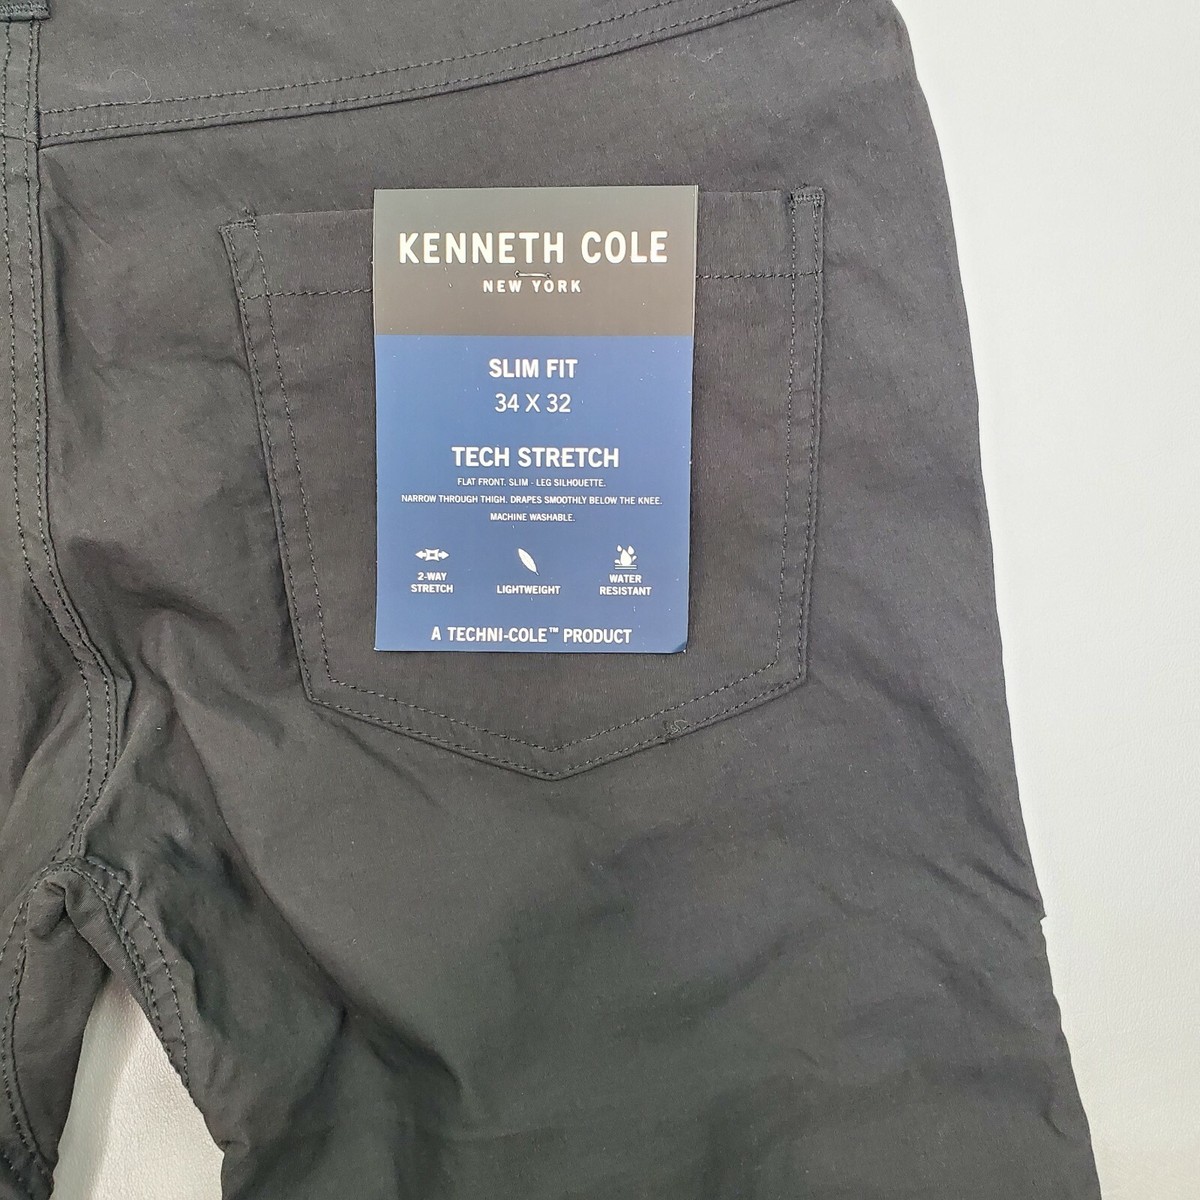 KENNETH COLE
NEW YORK
SLIM FIT
34 X 32
TECH STRETCH
FLAT FRONT. SLIM - LEG SILHOUETTE.
NARROW THROUGH THIGH. DRAPES SMOOTHLY BELOW THE KNEE.
MACHINE WASHABLE.
2-WAY
STRETCH
LIGHTWEIGHT
WATER
RESISTANT
A TECHNI-COLE™ PRODUCT